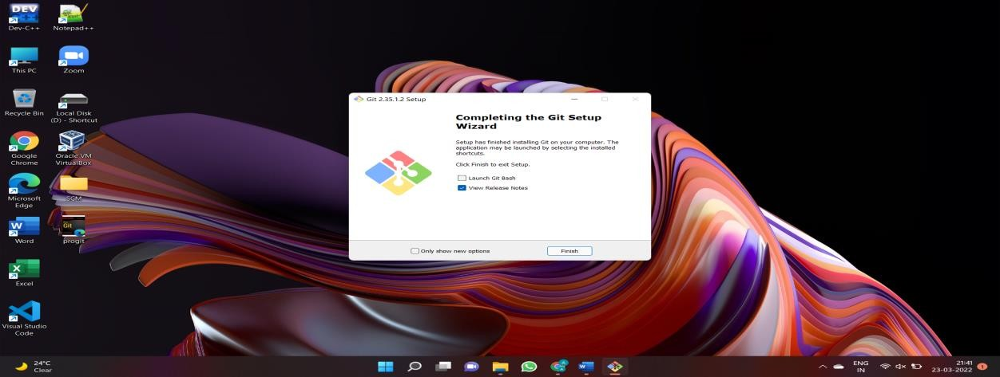 DEV
Dev-C++
Notepad++
This PC
Zoom
Recycle Bin
Local Disk
(D) - Shortcut
Google
Chrome
Oracle VM
VirtualBox
Microsoft
Edge
SCM
W
Word
Git
progit
X
Excel
Visual Studio
Code
Git 2.35.1.2 Setup
Completing the Git Setup
Wizard
Setup has finished installing Git on your computer. The
application may be launched by selecting the installed
shortcuts.
Click Finish to exit Setup.
Launch Git Bash
View Release Notes
Only show new options
Finish
24°C
Clear
W
ENG
IN
21:41
23-03-2022
1